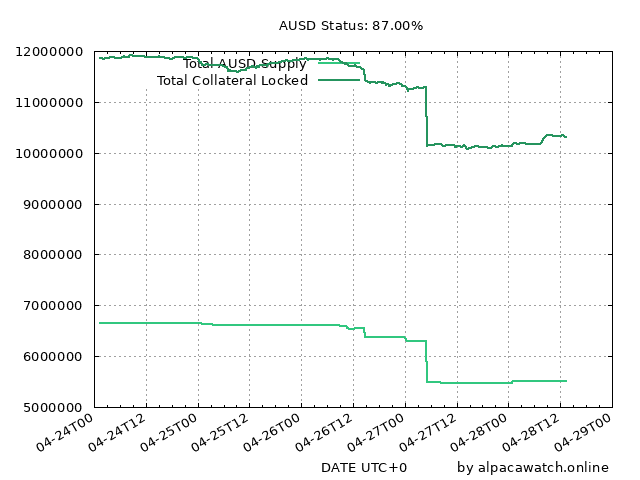 AUSD Status: 87.00%
12000000
Total AUSD Supply
Total Collateral Locked
11000000
10000000
9000000
8000000
7000000
6000000
5000000
04-24T00 04-24T12 04-25T00 04-25T12 04-26T00 04-26T12 04-27T00 04-27T12 04-28T00 04-28T12 04-29T00
DATE UTC+0 by alpacawatch.online